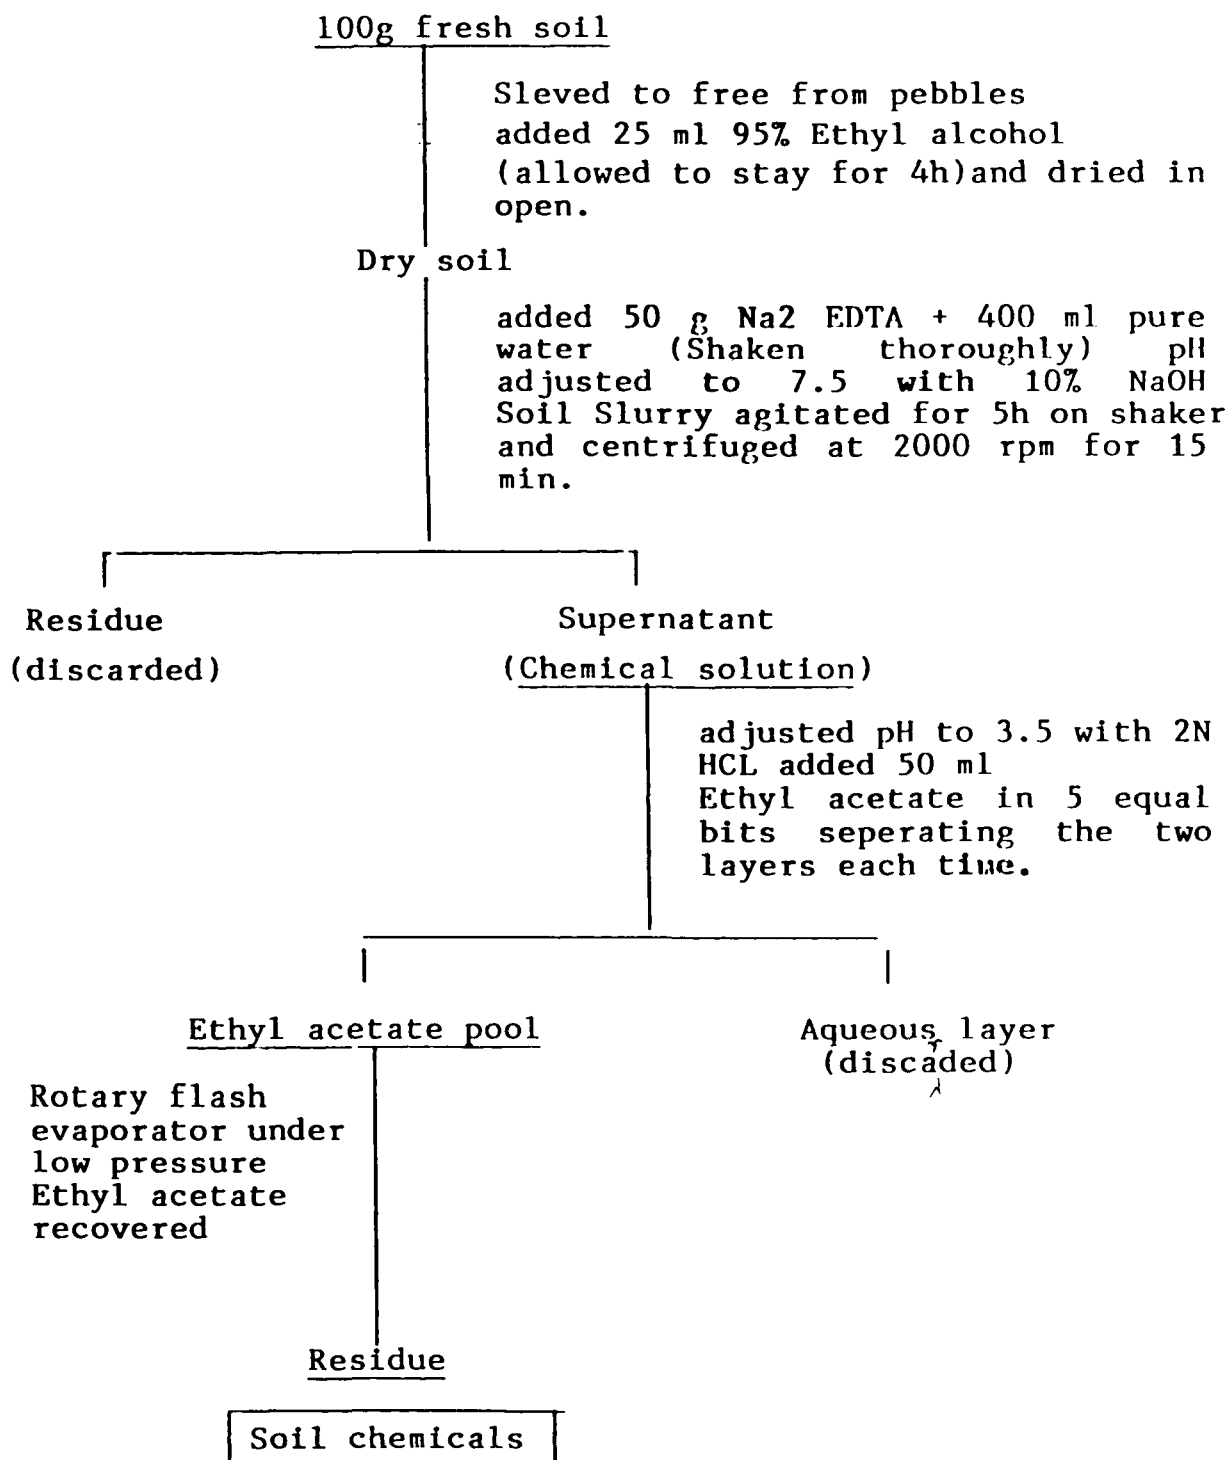 100g fresh soil
Sleved to free from pebbles
added 25 ml 95% Ethyl alcohol
(allowed to stay for 4h)and dried in
open.
Dry soil
added 50 g Na2 EDTA + 400 ml pure
water (Shaken thoroughly) pH
adjusted to 7.5 with 10% NaOH
Soil Slurry agitated for 5h on shaker
and centrifuged at 2000 rpm for 15
min.
Residue
(discarded)
Supernatant
(Chemical solution)
adjusted pH to 3.5 with 2N
HCL added 50 ml
Ethyl acetate in 5 equal
bits seperating the two
layers each time.
Ethyl acetate pool
Aqueous layer
(discarded)
Rotary flash
evaporator under
low pressure
Ethyl acetate
recovered
Residue
Soil chemicals